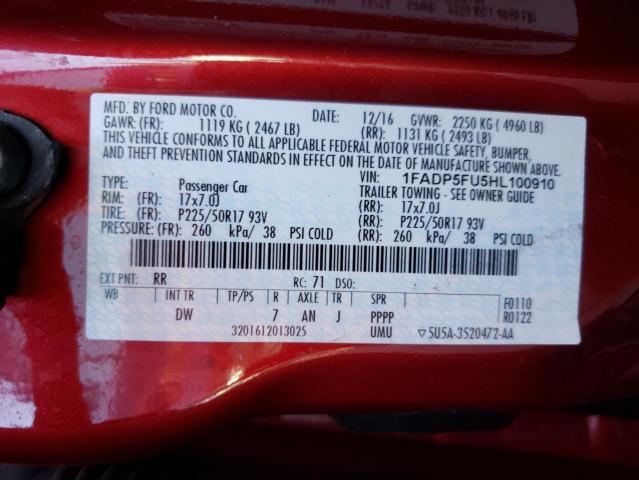 MFD. BY FORD MOTOR CO. DATE: 12/16 GVWR: 2250 KG ( 4960 LB)
GAWR: (FR): 1119 KG ( 2467 LB) (RR): 1131 KG ( 2493 LB)
THIS VEHICLE CONFORMS TO ALL APPLICABLE FEDERAL MOTOR VEHICLE SAFETY, BUMPER,
AND THEFT PREVENTION STANDARDS IN EFFECT ON THE DATE OF MANUFACTURE SHOWN ABOVE.
VIN: 1FADP5FU5HL100910
TYPE: Passenger Car TRAILER TOWING - SEE OWNER GUIDE
RIM: (FR): 17x7.0J (RR): 17x7.0J
TIRE: (FR): P225/50R17 93V (RR): P225/50R17 93V
PRESSURE: (FR): 260 kPa/ 38 PSI COLD (RR): 260 kPa/ 38 PSI COLD
EXT PNT: RR RC: 71 DSO:
WB INT TR TP/PS R AXLE TR SPR F0110
DW 7 AN J PPPP R0122
3201612013025 UMU ▽5U5A-3520472-AA